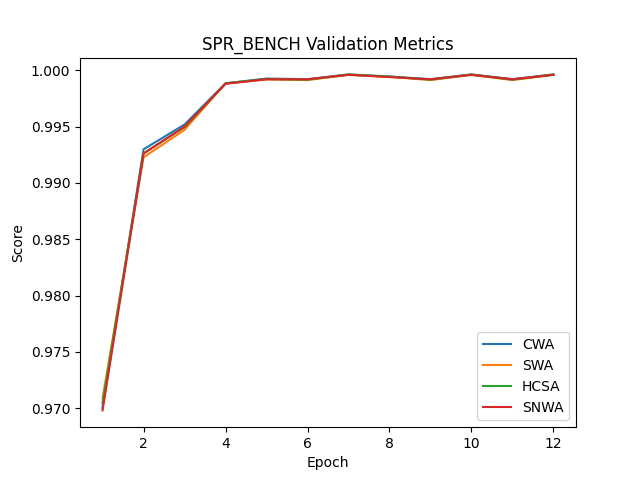 SPR_BENCH Validation Metrics
1.000
0.995
0.990
0.985
0.980
0.975
0.970
Score
2
4
6
8
10
12
Epoch
CWA
SWA
HCSA
SNWA